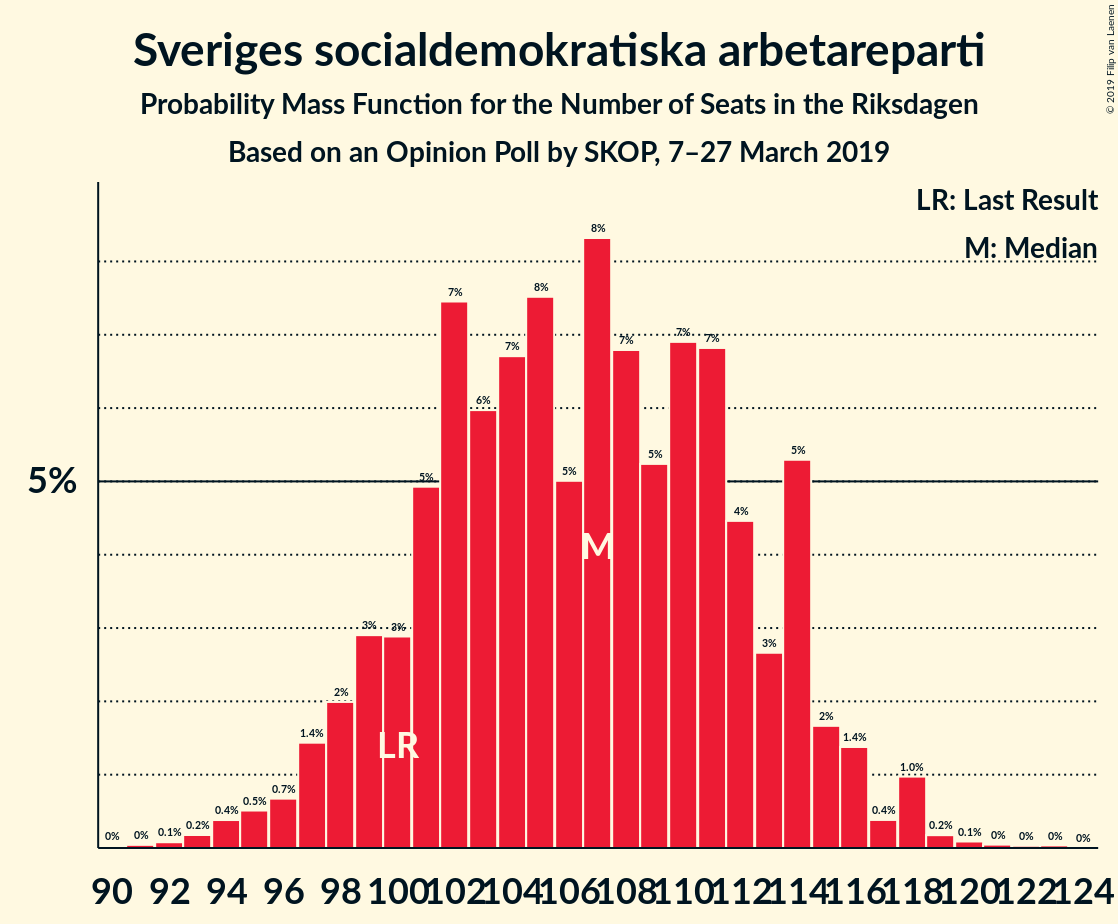 Sveriges socialdemokratiska arbetareparti
Probability Mass Function for the Number of Seats in the Riksdagen
Based on an Opinion Poll by SKOP, 7–27 March 2019
© 2019 Filip van Laenen
LR: Last Result
M: Median
5%
0% 0% 0.1% 0.2% 0.4% 0.5% 0.7% 1.4% 2% 3% 3% 5% 7% 6% 7% 8% 5% 8% 7% 5% 7% 7% 4% 3% 5% 2% 1.4% 0.4% 1.0% 0.2% 0.1% 0% 0% 0% 0%
M
LR
90 92 94 96 98 100 102 104 106 108 110 112 114 116 118 120 122 124